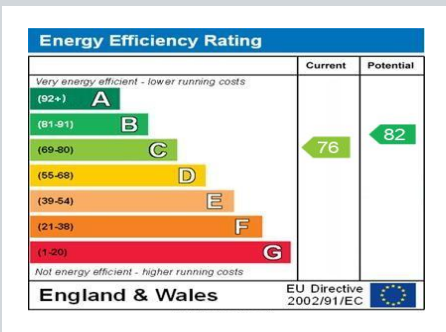 Energy Efficiency Rating
Current Potential
Very energy efficient - lower running costs
(92+) A
(81-91) B
(69-80) C
(55-68) D
(39-54) E
(21-38) F
(1-20) G
76
82
Not energy efficient - higher running costs
England & Wales
EU Directive
2002/91/EC